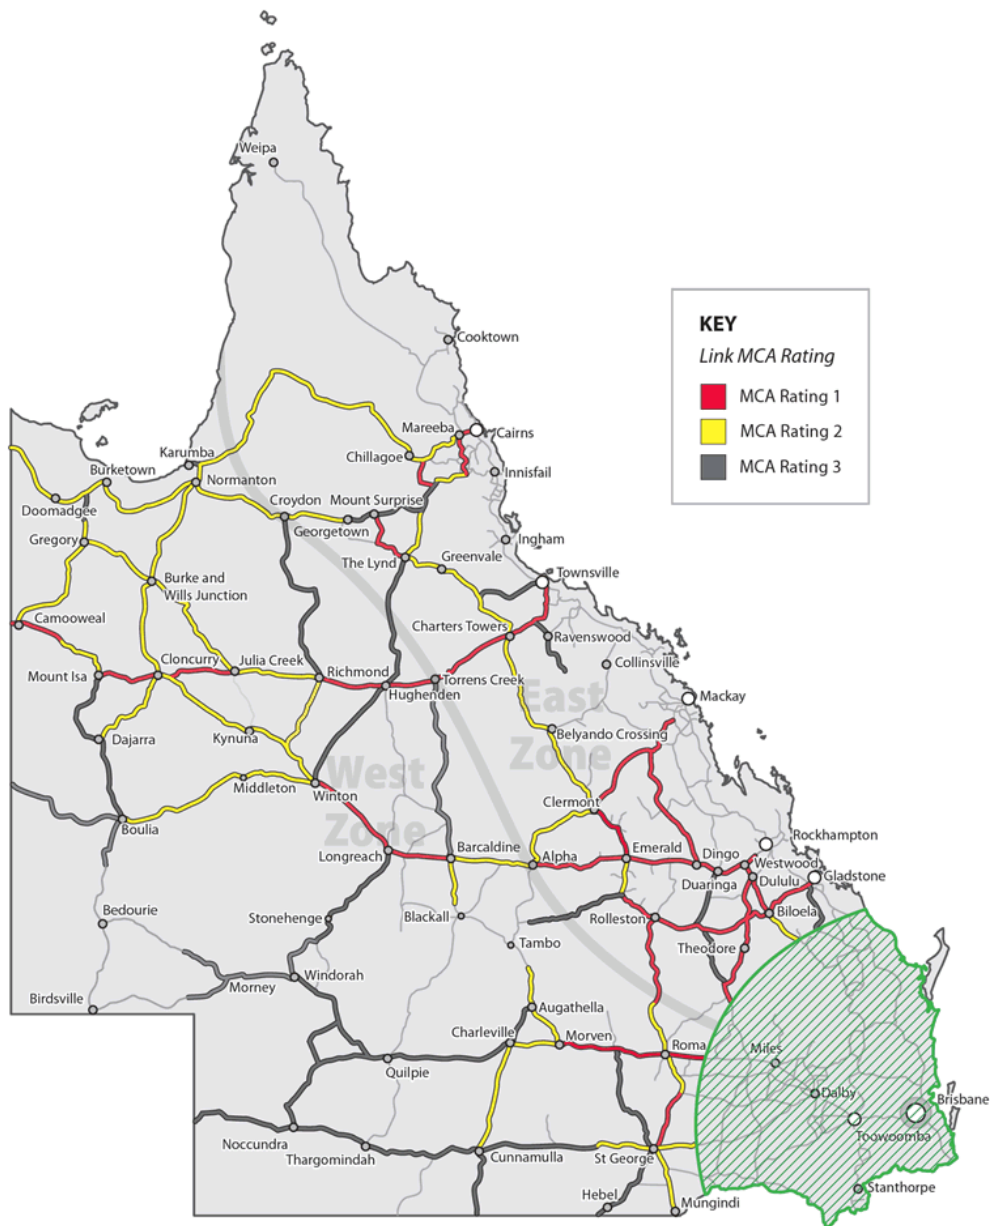 Weipa
Cooktown
KEY
Link MCA Rating
MCA Rating 1
MCA Rating 2
MCA Rating 3
Mareeba
Cairns
Chillagoe
Karumba
Burketown
Innisfail
Normanton
Croydon
Mount Surprise
Doomadgee
Georgetown
Gregory
Ingham
The Lynd
Greenvale
Townsville
Burke and
Wills Junction
Camooweal
Charters Towers
Ravenswood
Cloncurry
Julia Creek
Collinsville
Mount Isa
Richmond
Torrens Creek
Hughenden
East
Zone
Mackay
Dajarra
Kynuna
Belyando Crossing
West
Zone
Middleton
Winton
Clermont
Boulia
Rockhampton
Longreach
Barcaldine
Alpha
Emerald
Dingo
Westwood
Duaringa
Dululu
Gladstone
Bedourie
Stonehenge
Blackall
Rolleston
Biloela
Tambo
Theodore
Windorah
Morney
Birdsville
Augathella
Charleville
Morven
Roma
Miles
Quilpie
Dalby
Brisbane
Toowoomba
Noccundra
Thargomindah
Cunnamulla
St George
Stanthorpe
Hebel
Mungindi